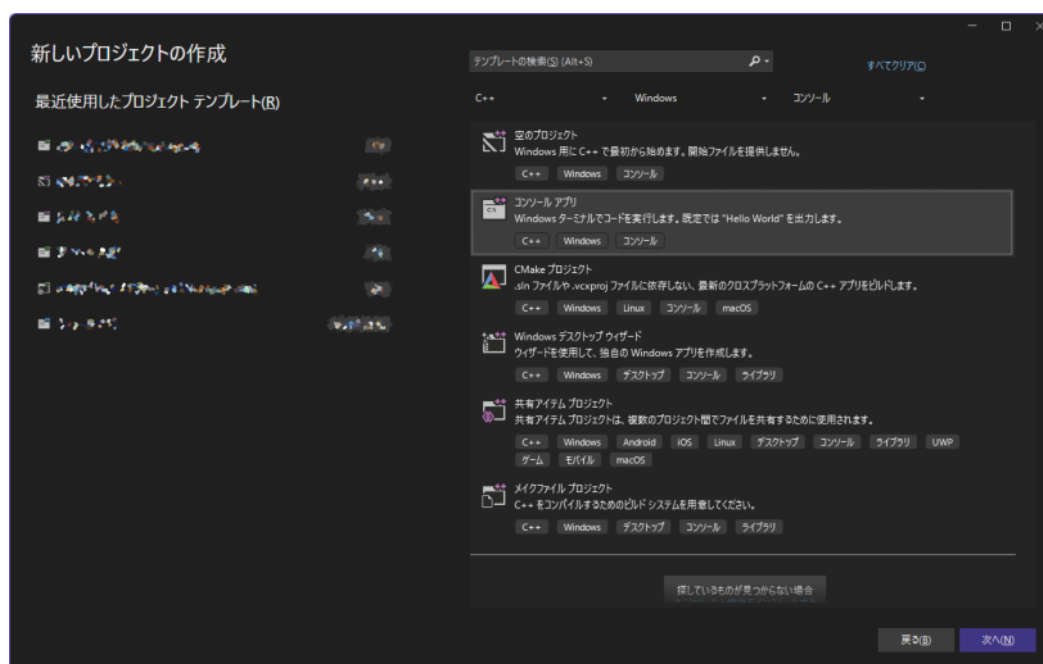 新しいプロジェクトの作成
テンプレートの検索(S) (Alt+S)
すべてクリア(C)
最近使用したプロジェクト テンプレート(R)
C++
Windows
コンソール
空のプロジェクト
Windows 用に C++ で最初から始めます。開始ファイルを提供しません。
C++ Windows コンソール
コンソール アプリ
Windows ターミナルでコードを実行します。既定では "Hello World" を出力します。
C++ Windows コンソール
CMake プロジェクト
.sln ファイルや .vcxproj ファイルに依存しない、最新のクロスプラットフォームの C++ アプリをビルドします。
C++ Windows Linux コンソール macOS
Windows デスクトップ ウィザード
ウィザードを使用して、独自の Windows アプリを作成します。
C++ Windows デスクトップ コンソール ライブラリ
共有アイテム プロジェクト
共有アイテム プロジェクトは、複数のプロジェクト間でファイルを共有するために使用されます。
C++ Windows Android iOS Linux デスクトップ コンソール ライブラリ UWP
ゲーム モバイル macOS
メイクファイル プロジェクト
C++ をコンパイルするためのビルド システムを用意してください。
C++ Windows デスクトップ コンソール ライブラリ
探しているものが見つからない場合
戻る(B)
次へ(N)